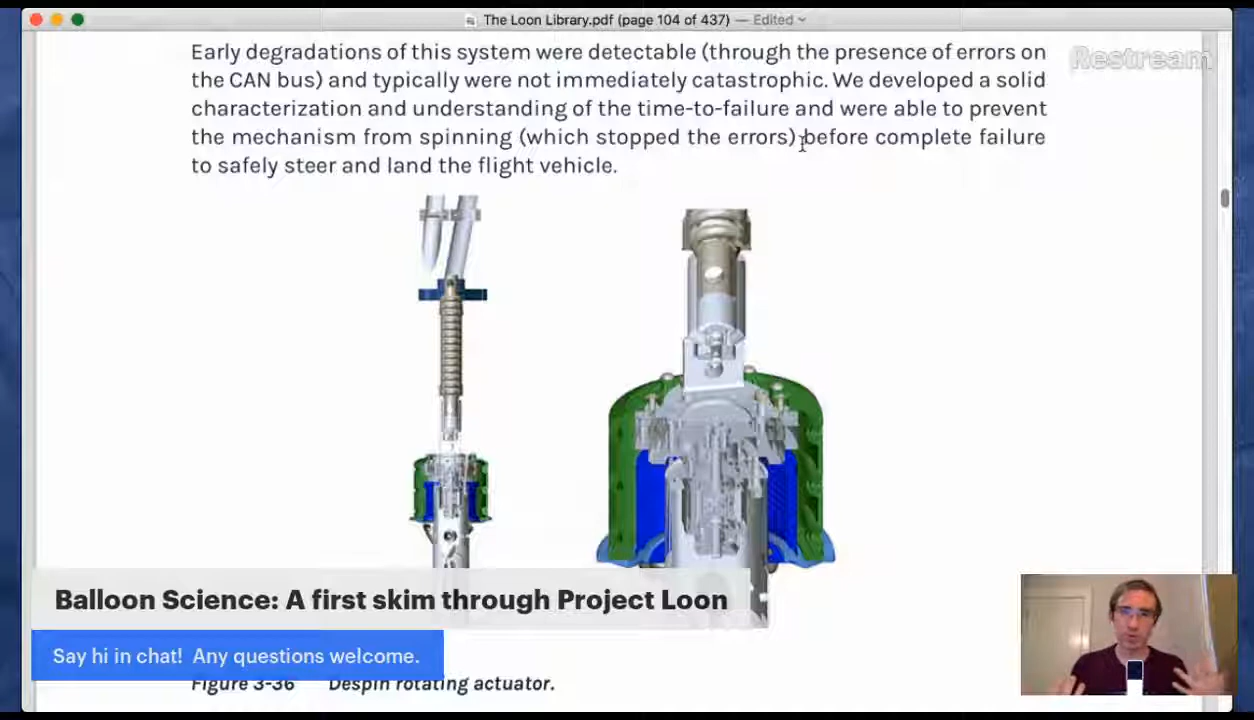 The Loon Library.pdf (page 104 of 437) — Edited
Early degradations of this system were detectable (through the presence of errors on
the CAN bus) and typically were not immediately catastrophic. We developed a solid
characterization and understanding of the time-to-failure and were able to prevent
the mechanism from spinning (which stopped the errors) before complete failure
to safely steer and land the flight vehicle.
Restream
Balloon Science: A first skim through Project Loon
Say hi in chat! Any questions welcome.
Figure 3-36 Despin rotating actuator.